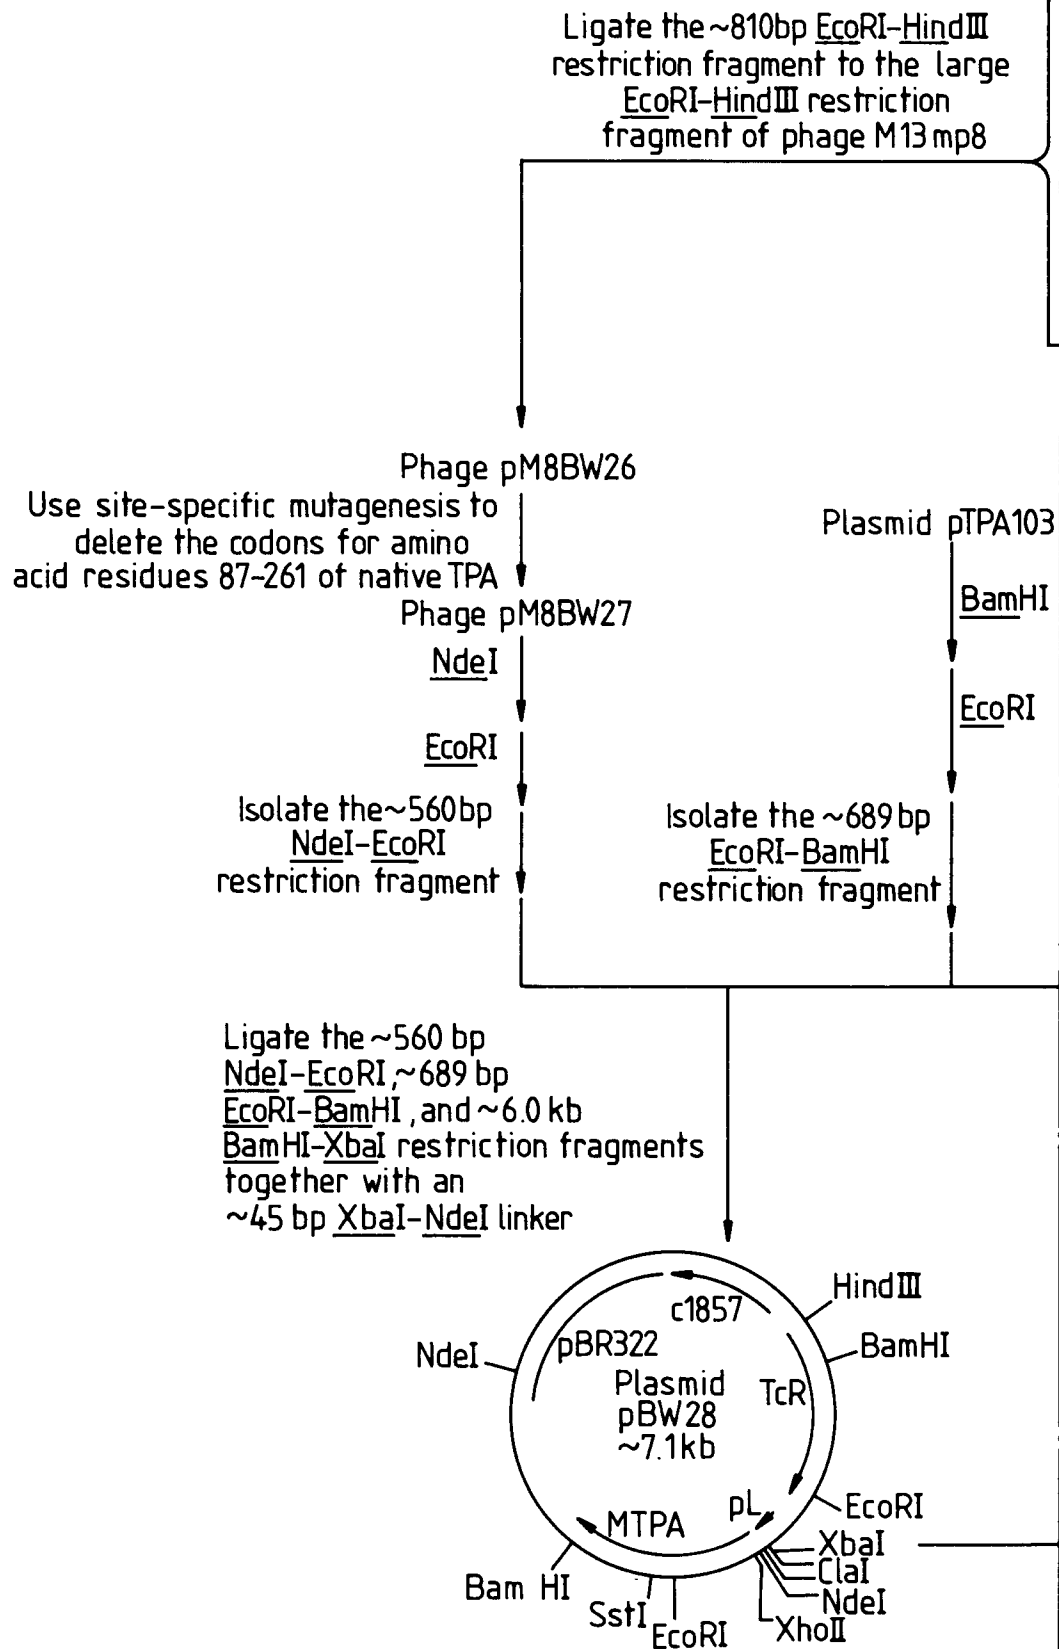 Ligate the ~810bp EcoRI-HindIII
restriction fragment to the large
EcoRI-HindIII restriction
fragment of phage M13mp8
Phage pM8BW26
Use site-specific mutagenesis to
delete the codons for amino
acid residues 87-261 of native TPA
Phage pM8BW27
NdeI
EcoRI
Isolate the ~560bp
NdeI-EcoRI
restriction fragment
Plasmid pTPA103
BamHI
EcoRI
Isolate the ~689bp
EcoRI-BamHI
restriction fragment
Ligate the ~560 bp
NdeI-EcoRI, ~689 bp
EcoRI-BamHI, and ~6.0 kb
BamHI-XbaI restriction fragments
together with an
~45 bp XbaI-NdeI linker
c1857
HindIII
BamHI
NdeI
pBR322
Plasmid
pBW28
~7.1kb
TcR
pL
MTPA
EcoRI
XbaI
ClaI
NdeI
XhoII
EcoRI
SstI
Bam HI